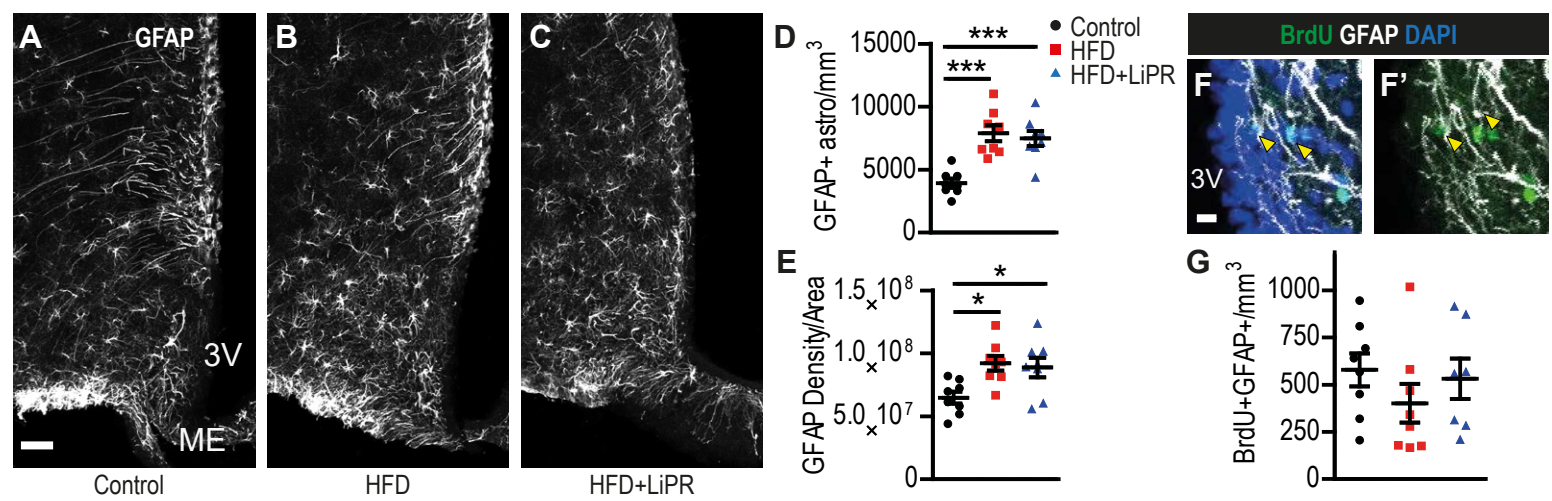 A
GFAP
3V
ME
Control
B
HFD
C
HFD+LiPR
D
GFAP+ astro/mm³
15000
10000
5000
0
***
***
Control
HFD
HFD+LiPR
E
GFAP Density/Area
1.5×10⁸
1.0×10⁸
5.0×10⁷
0
*
*
BrdU GFAP DAPI
F
3V
F'
G
BrdU+GFAP+/mm³
1000
750
500
250
0